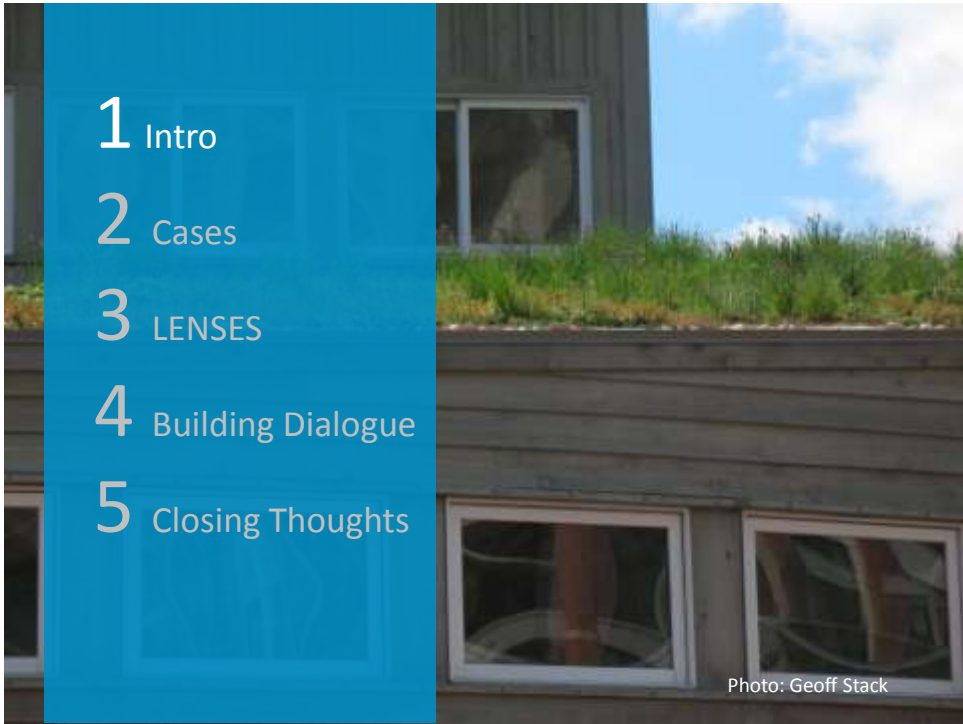 1 Intro
2 Cases
3 LENSES
4 Building Dialogue
5 Closing Thoughts
Photo: Geoff Stack